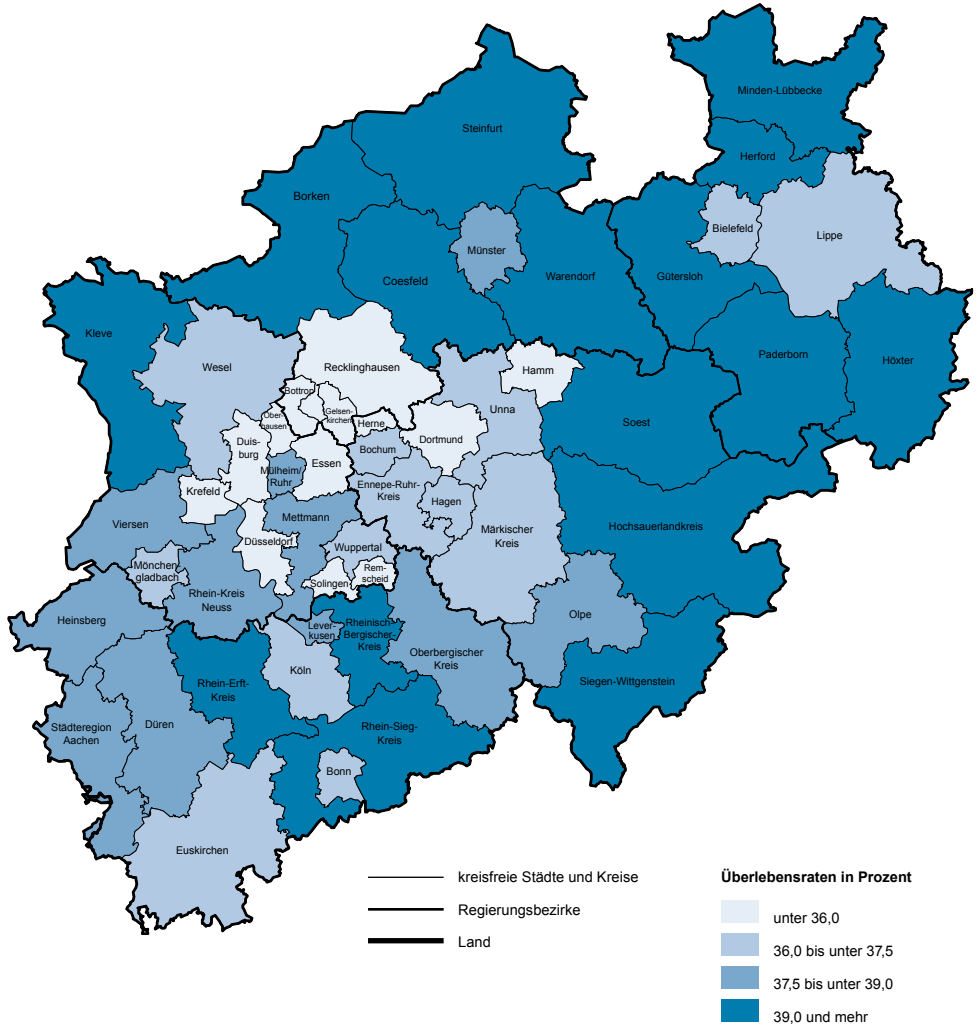 Minden-Lübbecke
Steinfurt
Herford
Borken
Bielefeld
Lippe
Münster
Coesfeld
Warendorf
Gütersloh
Kleve
Paderborn
Höxter
Wesel
Recklinghausen
Hamm
Bottrop
Unna
Gelsen-
kirchen
Ober-
hausen
Herne
Soest
Dortmund
Duis-
burg
Bochum
Essen
Mülheim/
Ruhr
Krefeld
Ennepe-Ruhr-
Kreis
Hagen
Mettmann
Viersen
Hochsauerlandkreis
Märkischer
Kreis
Düsseldorf
Wuppertal
Mönchen-
gladbach
Rem-
scheid
Solingen
Rhein-Kreis
Neuss
Olpe
Heinsberg
Lever-
kusen
Rheinisch-
Bergischer-
Kreis
Oberbergischer
Kreis
Köln
Rhein-Erft-
Kreis
Siegen-Wittgenstein
Städteregion
Aachen
Düren
Rhein-Sieg-
Kreis
Bonn
Euskirchen
kreisfreie Städte und Kreise
Regierungsbezirke
Land
Überlebensraten in Prozent
unter 36,0
36,0 bis unter 37,5
37,5 bis unter 39,0
39,0 und mehr